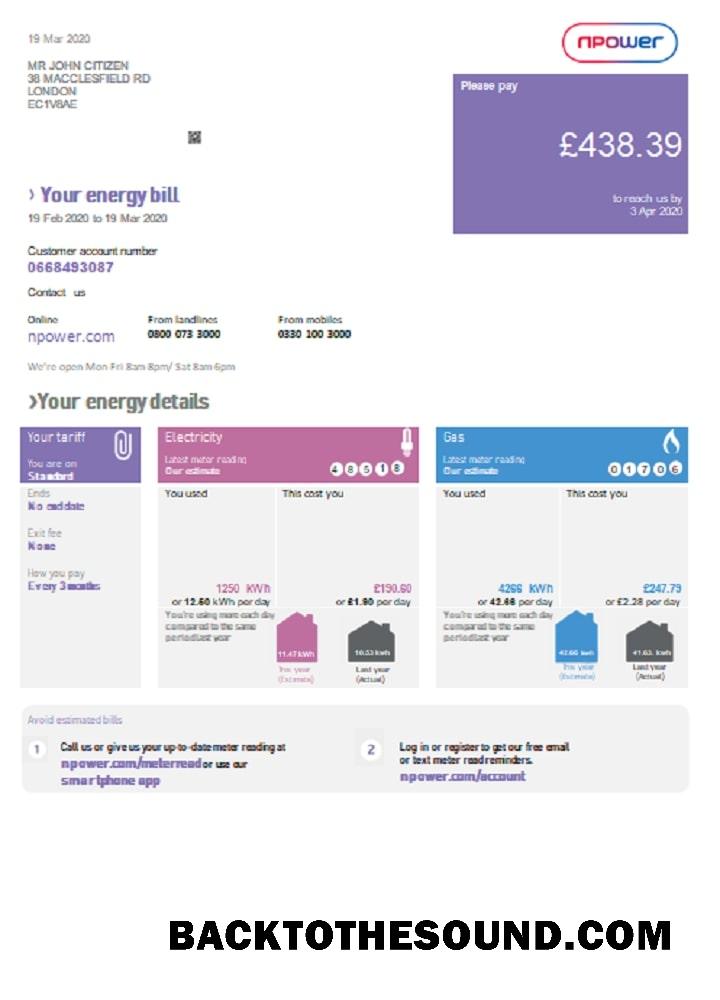 19 Mar 2020
npower
MR JOHN CITIZEN
38 MACCLESFIELD RD
LONDON
EC1V8AE
Please pay
£438.39
to reach us by
3 Apr 2020
› Your energy bill
19 Feb 2020 to 19 Mar 2020
Customer account number
0668493087
Contact us
Online
npower.com
From landlines
0800 073 3000
From mobiles
0330 100 3000
We're open Mon-Fri 8am-8pm/ Sat 8am-6pm
›Your energy details
Your tariff
You are on
Standard
Ends
No end date
Exit fee
None
How you pay
Every 3 months
Electricity
Latest meter reading
Our estimate
4 8 5 1 8
You used
This cost you
1250 KWh
or 12.60 kWh per day
£190.60
or £1.90 per day
You're using more each day
compared to the same
period last year
11.47 kWh
This year
(Estimate)
10.53 kWh
Last year
(Actual)
Gas
Latest meter reading
Our estimate
0 1 7 0 6
You used
This cost you
4266 KWh
or 42.66 per day
£247.79
or £2.28 per day
You're using more each day
compared to the same
period last year
42.66 kwh
This year
(Estimate)
41.63. kwh
Last year
(Actual)
Avoid estimated bills
1
Call us or give us your up-to-date meter reading at
npower.com/meterread or use our
smartphone app
2
Log in or register to get our free email
or text meter read reminders.
npower.com/account
BACKTOTHESOUND.COM